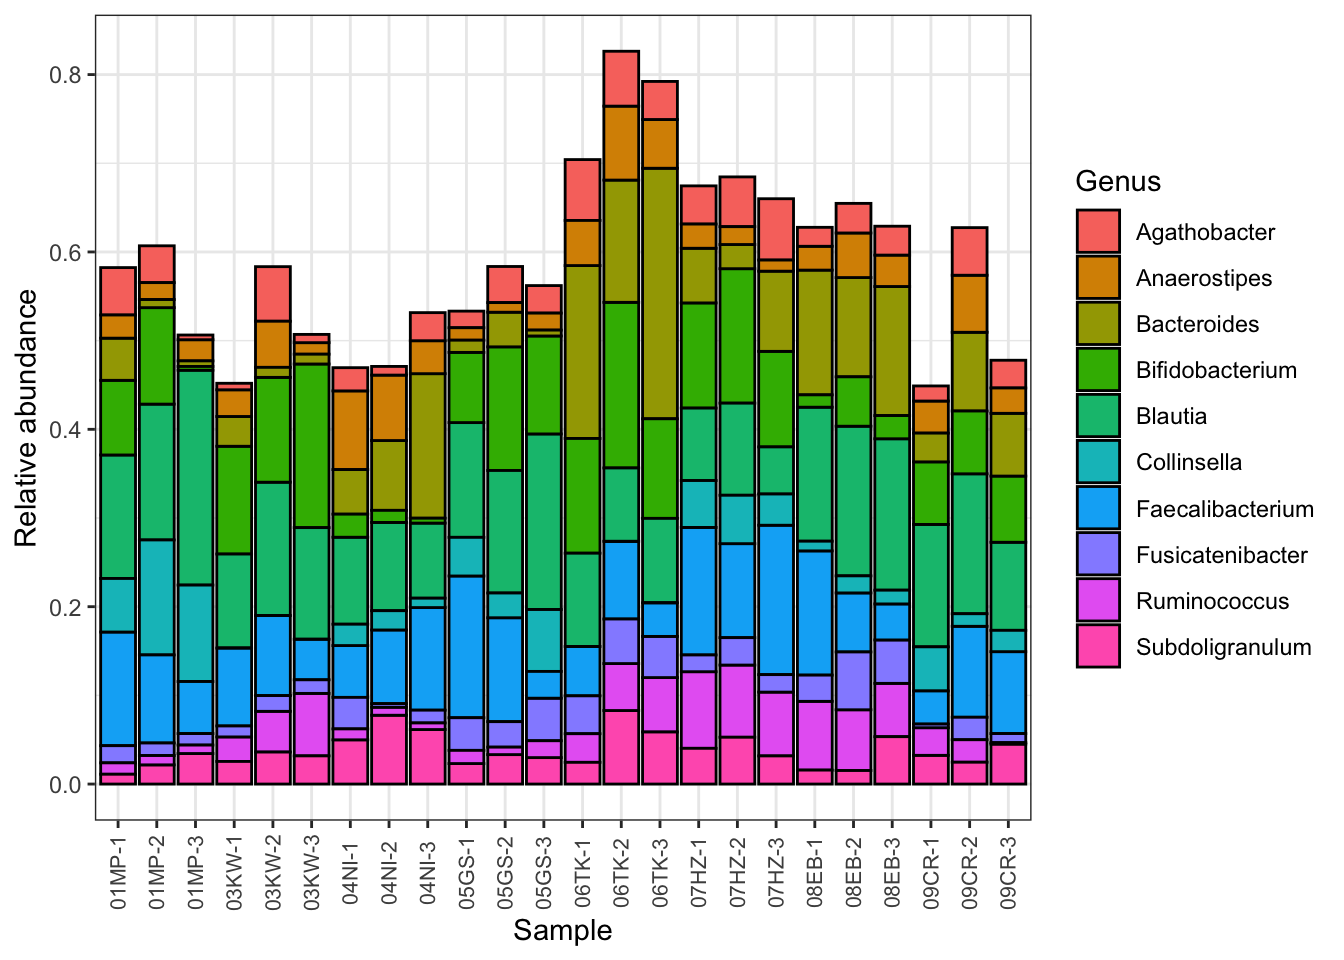 Relative abundance
0.8
0.6
0.4
0.2
0.0
01MP-1
01MP-2
01MP-3
03KW-1
03KW-2
03KW-3
04NI-1
04NI-2
04NI-3
05GS-1
05GS-2
05GS-3
06TK-1
06TK-2
06TK-3
07HZ-1
07HZ-2
07HZ-3
08EB-1
08EB-2
08EB-3
09CR-1
09CR-2
09CR-3
Sample
Genus
Agathobacter
Anaerostipes
Bacteroides
Bifidobacterium
Blautia
Collinsella
Faecalibacterium
Fusicatenibacter
Ruminococcus
Subdoligranulum